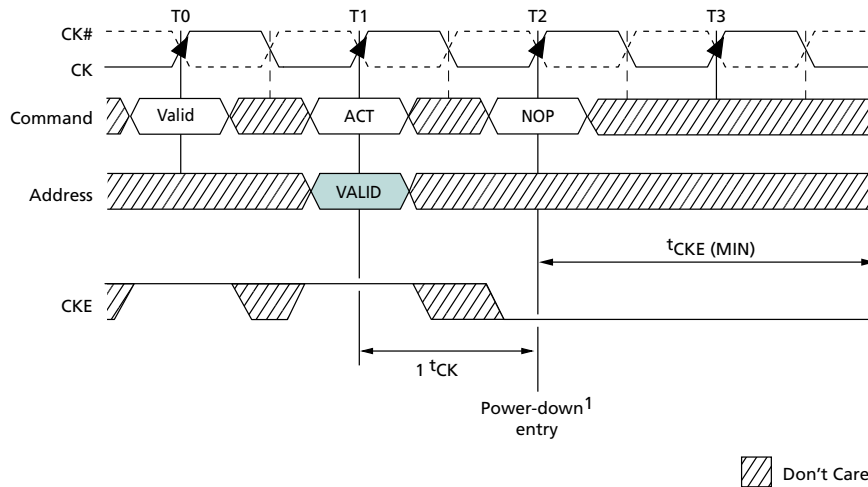 T0 T1 T2 T3
CK#
CK
Command Valid ACT NOP
Address VALID
tCKE (MIN)
CKE
1 tCK
Power-down1
entry
Don't Care